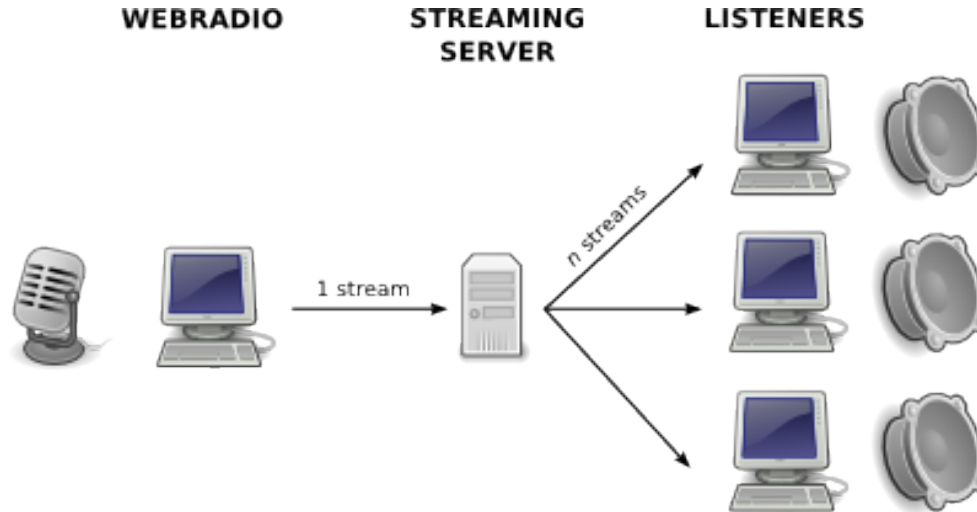 WEBRADIO
STREAMING
SERVER
LISTENERS
1 stream
n streams